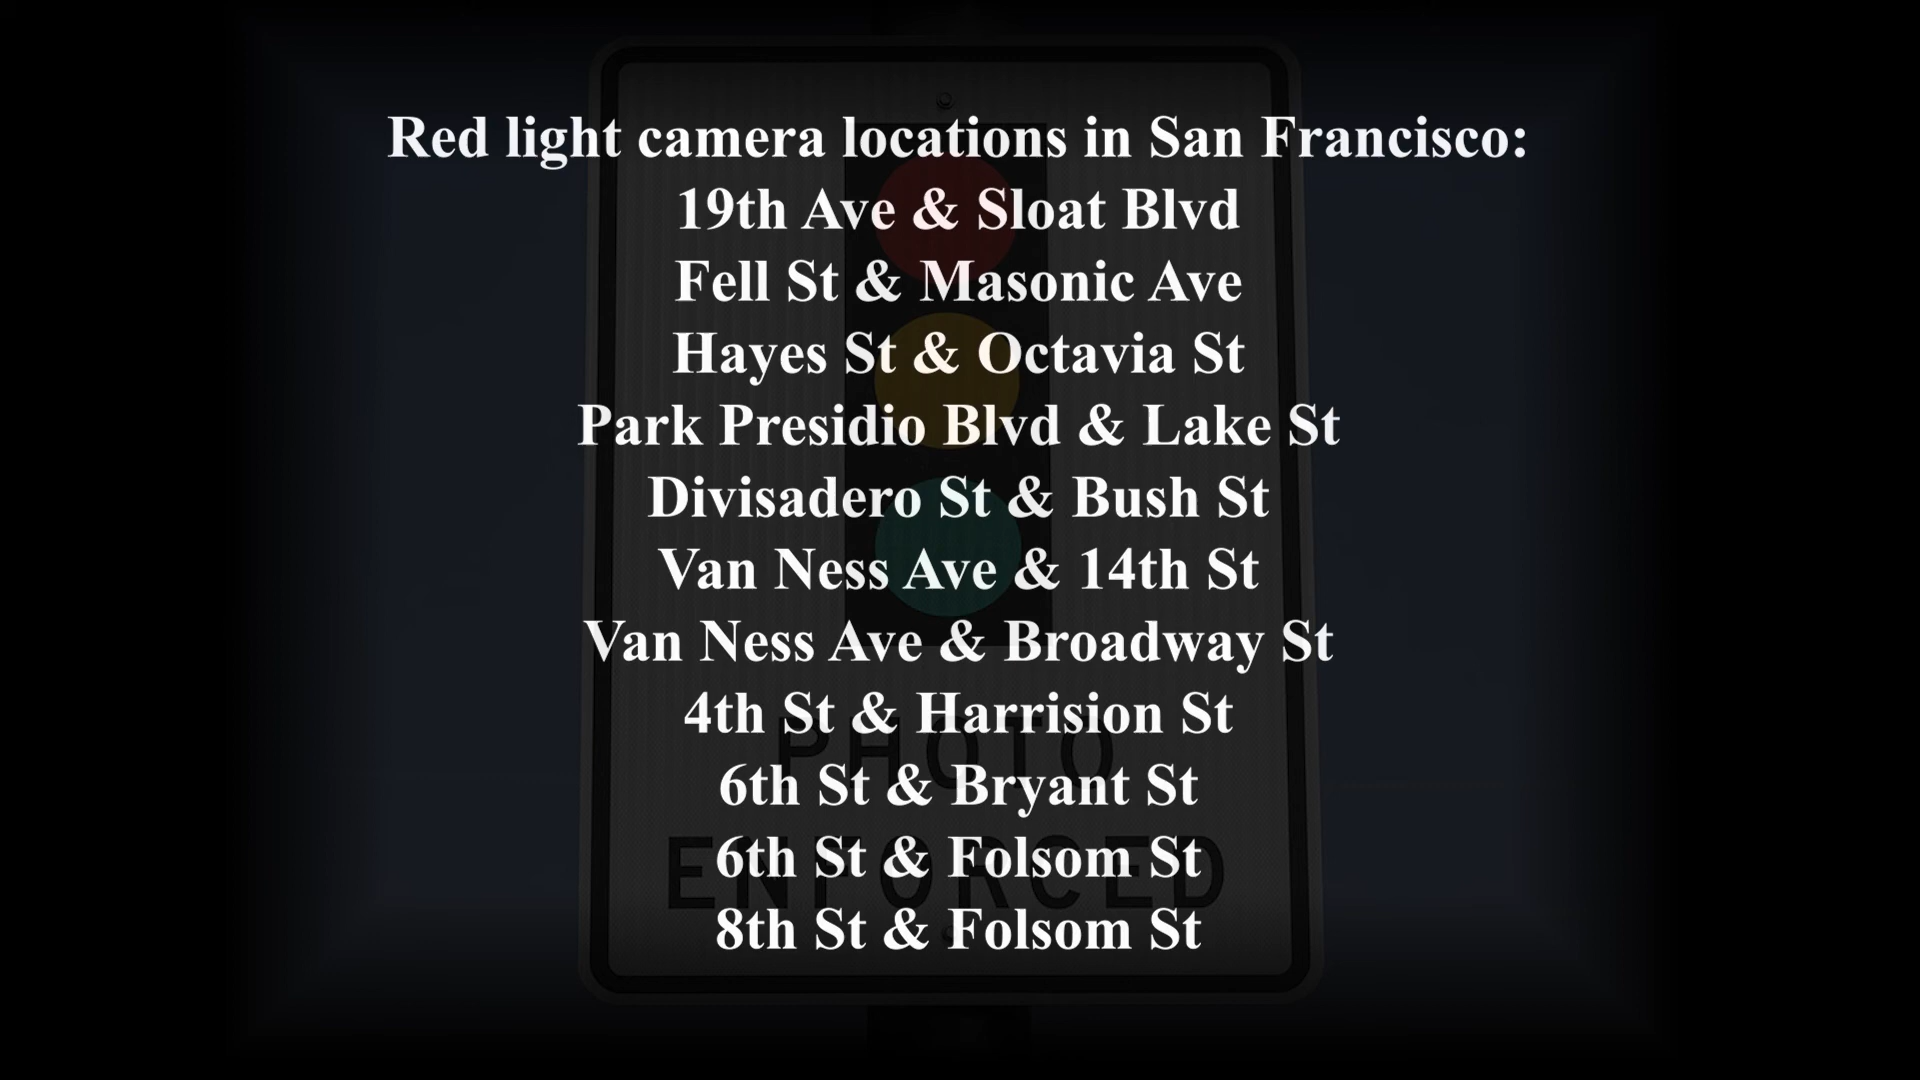 Red light camera locations in San Francisco:
19th Ave & Sloat Blvd
Fell St & Masonic Ave
Hayes St & Octavia St
Park Presidio Blvd & Lake St
Divisadero St & Bush St
Van Ness Ave & 14th St
Van Ness Ave & Broadway St
4th St & Harrision St
PHOTO
6th St & Bryant St
6th St & Folsom St
ENFORCED
8th St & Folsom St